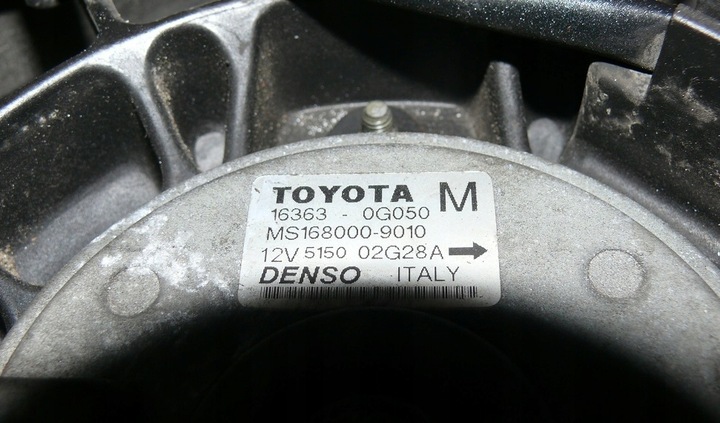 TOYOTA M
16363 - 0G050
MS168000-9010
12V 5150 02G28A →
DENSO ITALY